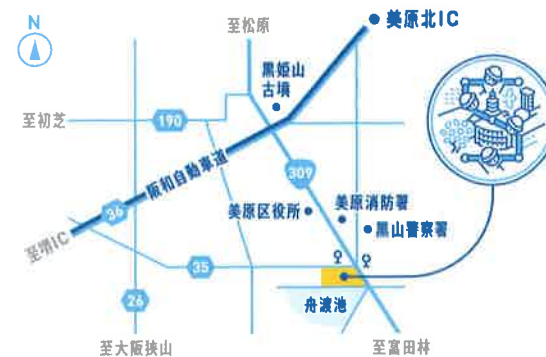 N
至松原
美原北IC
黒姫山
古墳
至初芝
190
阪和自動車道
309
36
美原区役所
美原消防署
黒山警察署
至堺IC
35
26
舟渡池
至大阪狭山
至富田林